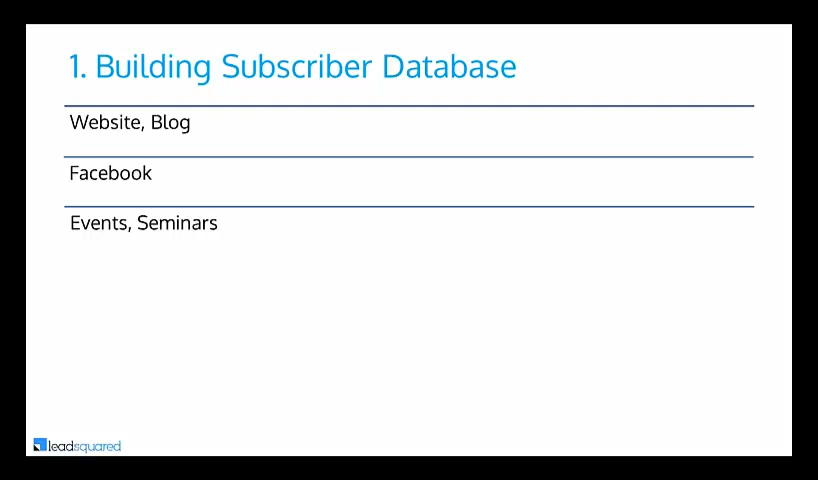 1. Building Subscriber Database
Website, Blog
Facebook
Events, Seminars
leadsquared